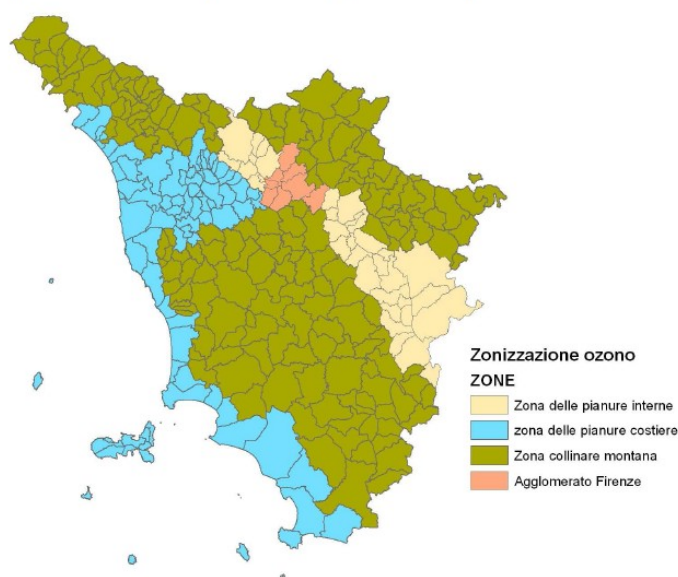 Zonizzazione ozono
ZONE
Zona delle pianure interne
zona delle pianure costiere
Zona collinare montana
Agglomerato Firenze